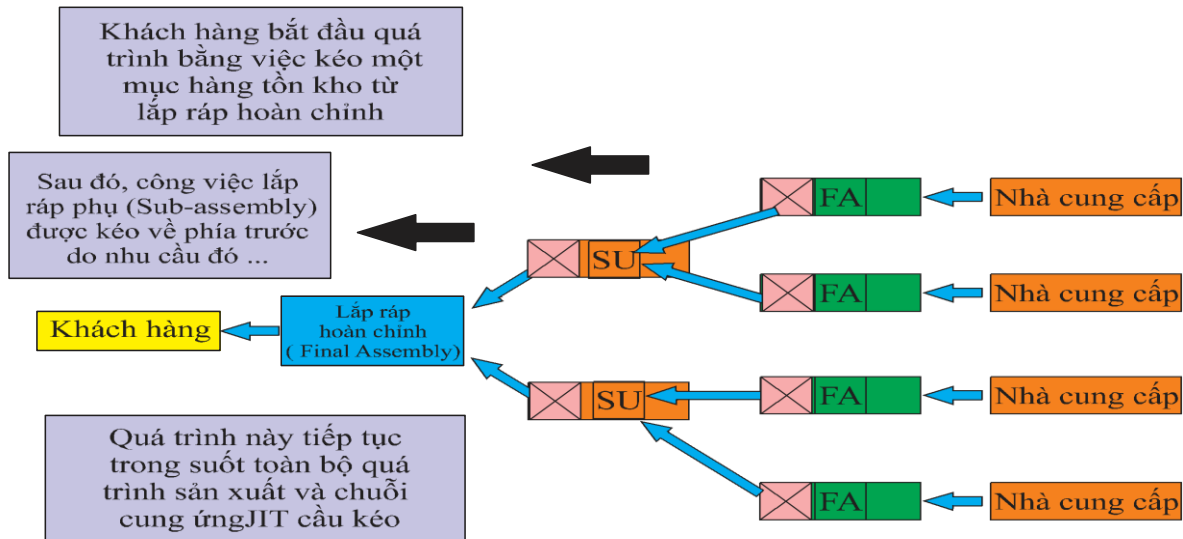 Khách hàng bắt đầu quá
trình bằng việc kéo một
mục hàng tồn kho từ
lắp ráp hoàn chỉnh
Sau đó, công việc lắp
ráp phụ (Sub-assembly)
được kéo về phía trước
do nhu cầu đó ...
FA
Nhà cung cấp
SU
FA
Nhà cung cấp
Khách hàng
Lắp ráp
hoàn chỉnh
( Final Assembly)
SU
FA
Nhà cung cấp
Quá trình này tiếp tục
trong suốt toàn bộ quá
trình sản xuất và chuỗi
cung ứngJIT cầu kéo
FA
Nhà cung cấp